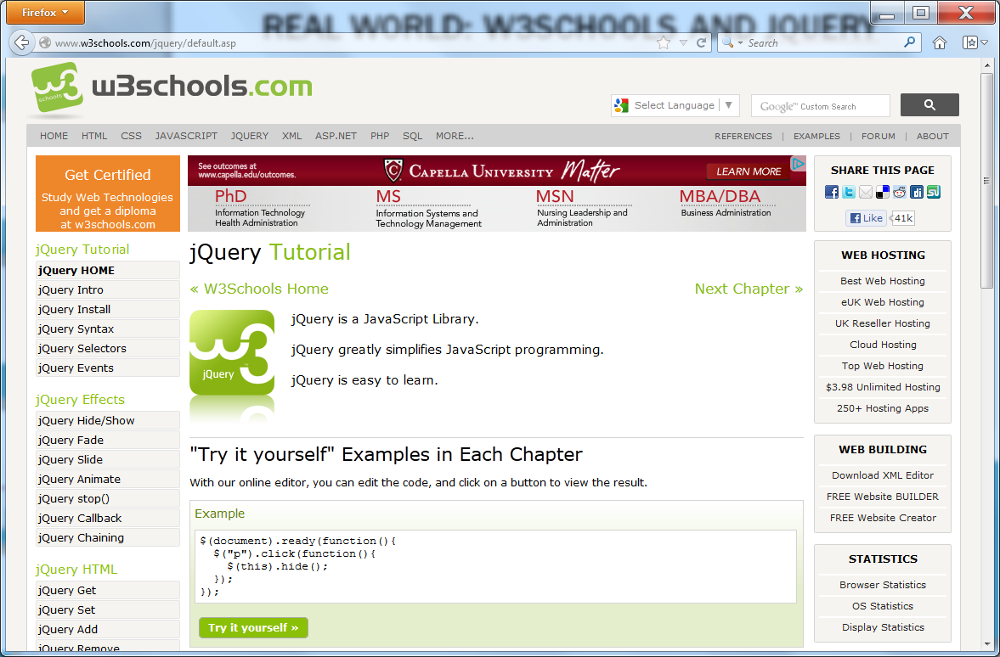 Firefox
REAL WORLD: W3SCHOOLS AND JQUERY
www.w3schools.com/jquery/default.asp
Search
w3 schools
w3schools.com
Select Language
Google™ Custom Search
HOME HTML CSS JAVASCRIPT JQUERY XML ASP.NET PHP SQL MORE...
REFERENCES | EXAMPLES | FORUM | ABOUT
Get Certified
Study Web Technologies
and get a diploma
at w3schools.com
See outcomes at
www.capella.edu/outcomes.
C
CAPELLA UNIVERSITY Matter
LEARN MORE
PhD
Information Technology
Health Administration
MS
Information Systems and
Technology Management
MSN
Nursing Leadership and
Administration
MBA/DBA
Business Administration
SHARE THIS PAGE
Like 41k
jQuery Tutorial
jQuery HOME
jQuery Intro
jQuery Install
jQuery Syntax
jQuery Selectors
jQuery Events
jQuery Effects
jQuery Hide/Show
jQuery Fade
jQuery Slide
jQuery Animate
jQuery stop()
jQuery Callback
jQuery Chaining
jQuery HTML
jQuery Get
jQuery Set
jQuery Add
jQuery Remove
jQuery Tutorial
« W3Schools Home
Next Chapter »
w3
jQuery
jQuery is a JavaScript Library.
jQuery greatly simplifies JavaScript programming.
jQuery is easy to learn.
"Try it yourself" Examples in Each Chapter
With our online editor, you can edit the code, and click on a button to view the result.
Example
$(document).ready(function(){
  $("p").click(function(){
    $(this).hide();
  });
});
Try it yourself »
WEB HOSTING
Best Web Hosting
eUK Web Hosting
UK Reseller Hosting
Cloud Hosting
Top Web Hosting
$3.98 Unlimited Hosting
250+ Hosting Apps
WEB BUILDING
Download XML Editor
FREE Website BUILDER
FREE Website Creator
STATISTICS
Browser Statistics
OS Statistics
Display Statistics